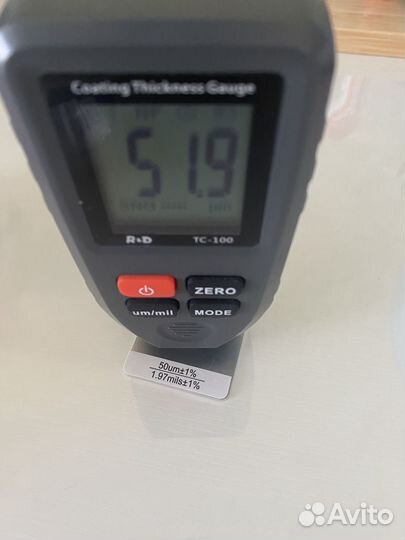 Coating Thickness Gauge
51.9
μm
R&D TC-100
ZERO
um/mil MODE
50um±1%
1.97mils±1%
Avito